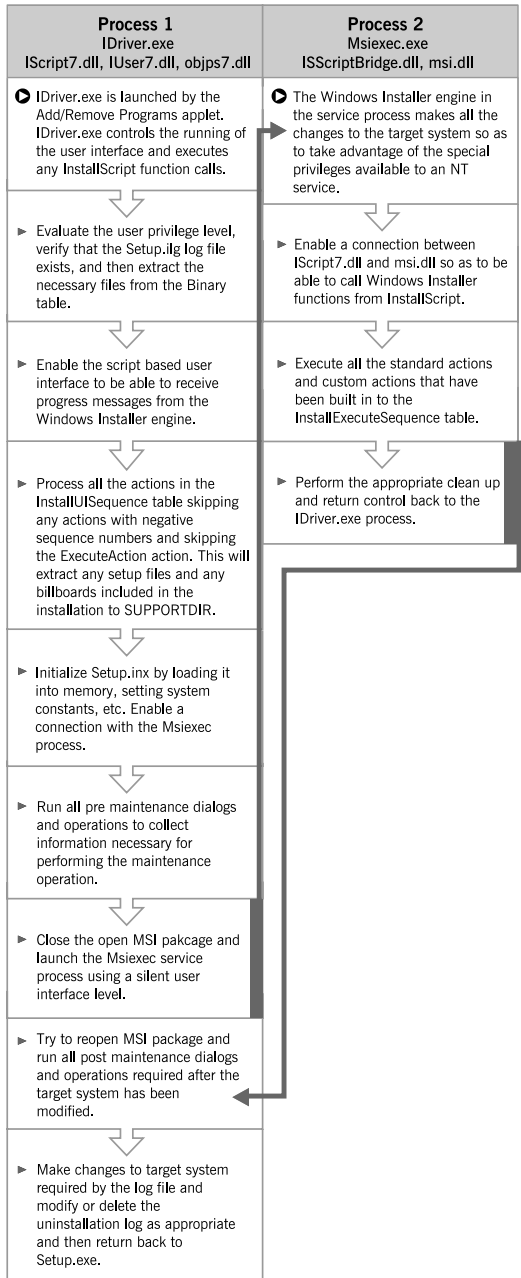 Process 1
IDriver.exe
IScript7.dll, IUser7.dll, objps7.dll
IDriver.exe is launched by the
Add/Remove Programs applet.
IDriver.exe controls the running of
the user interface and executes
any InstallScript function calls.
Evaluate the user privilege level,
verify that the Setup.ilg log file
exists, and then extract the
necessary files from the Binary
table.
Enable the script based user
interface to be able to receive
progress messages from the
Windows Installer engine.
Process all the actions in the
InstallUISequence table skipping
any actions with negative
sequence numbers and skipping
the ExecuteAction action. This will
extract any setup files and any
billboards included in the
installation to SUPPORTDIR.
Initialize Setup.inx by loading it
into memory, setting system
constants, etc. Enable a
connection with the Msiexec
process.
Run all pre maintenance dialogs
and operations to collect
information necessary for
performing the maintenance
operation.
Close the open MSI pakcage and
launch the Msiexec service
process using a silent user
interface level.
Try to reopen MSI package and
run all post maintenance dialogs
and operations required after the
target system has been
modified.
Make changes to target system
required by the log file and
modify or delete the
uninstallation log as appropriate
and then return back to
Setup.exe.
Process 2
Msiexec.exe
ISScriptBridge.dll, msi.dll
The Windows Installer engine in
the service process makes all the
changes to the target system so as
to take advantage of the special
privileges available to an NT
service.
Enable a connection between
IScript7.dll and msi.dll so as to be
able to call Windows Installer
functions from InstallScript.
Execute all the standard actions
and custom actions that have
been built in to the
InstallExecuteSequence table.
Perform the appropriate clean up
and return control back to the
IDriver.exe process.